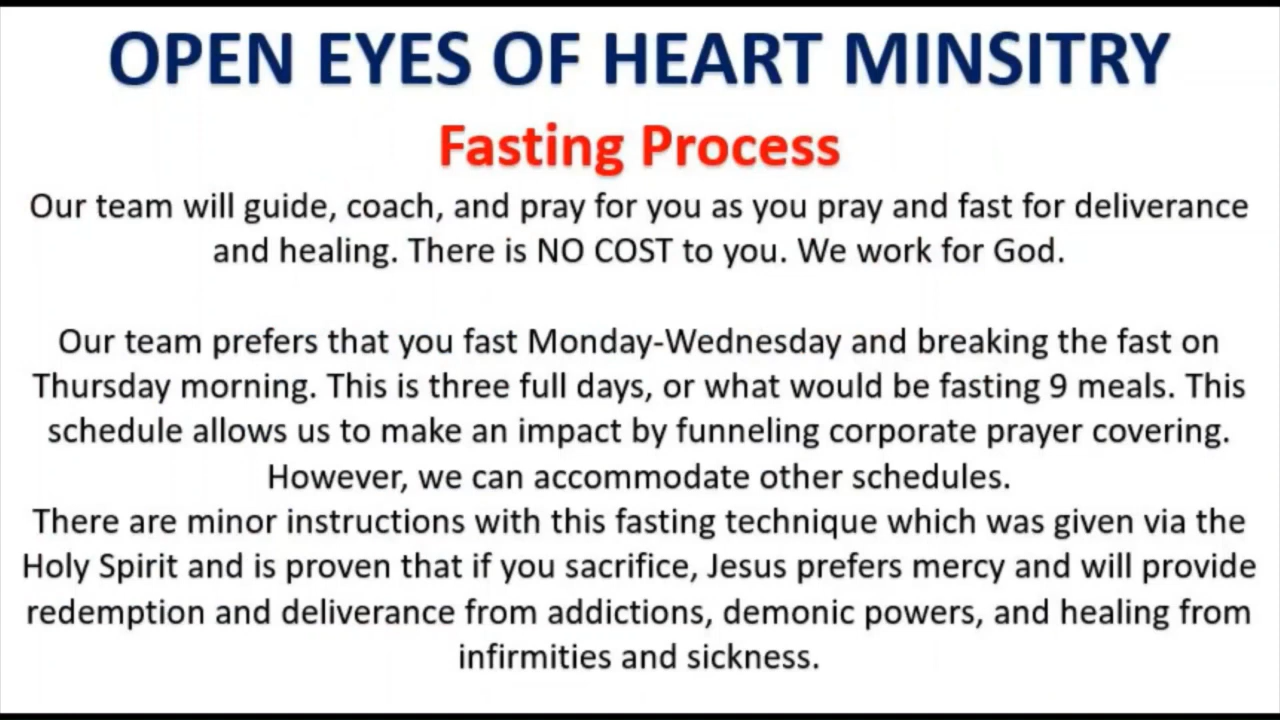 OPEN EYES OF HEART MINSITRY
Fasting Process
Our team will guide, coach, and pray for you as you pray and fast for deliverance
and healing. There is NO COST to you. We work for God.
Our team prefers that you fast Monday-Wednesday and breaking the fast on
Thursday morning. This is three full days, or what would be fasting 9 meals. This
schedule allows us to make an impact by funneling corporate prayer covering.
However, we can accommodate other schedules.
There are minor instructions with this fasting technique which was given via the
Holy Spirit and is proven that if you sacrifice, Jesus prefers mercy and will provide
redemption and deliverance from addictions, demonic powers, and healing from
infirmities and sickness.